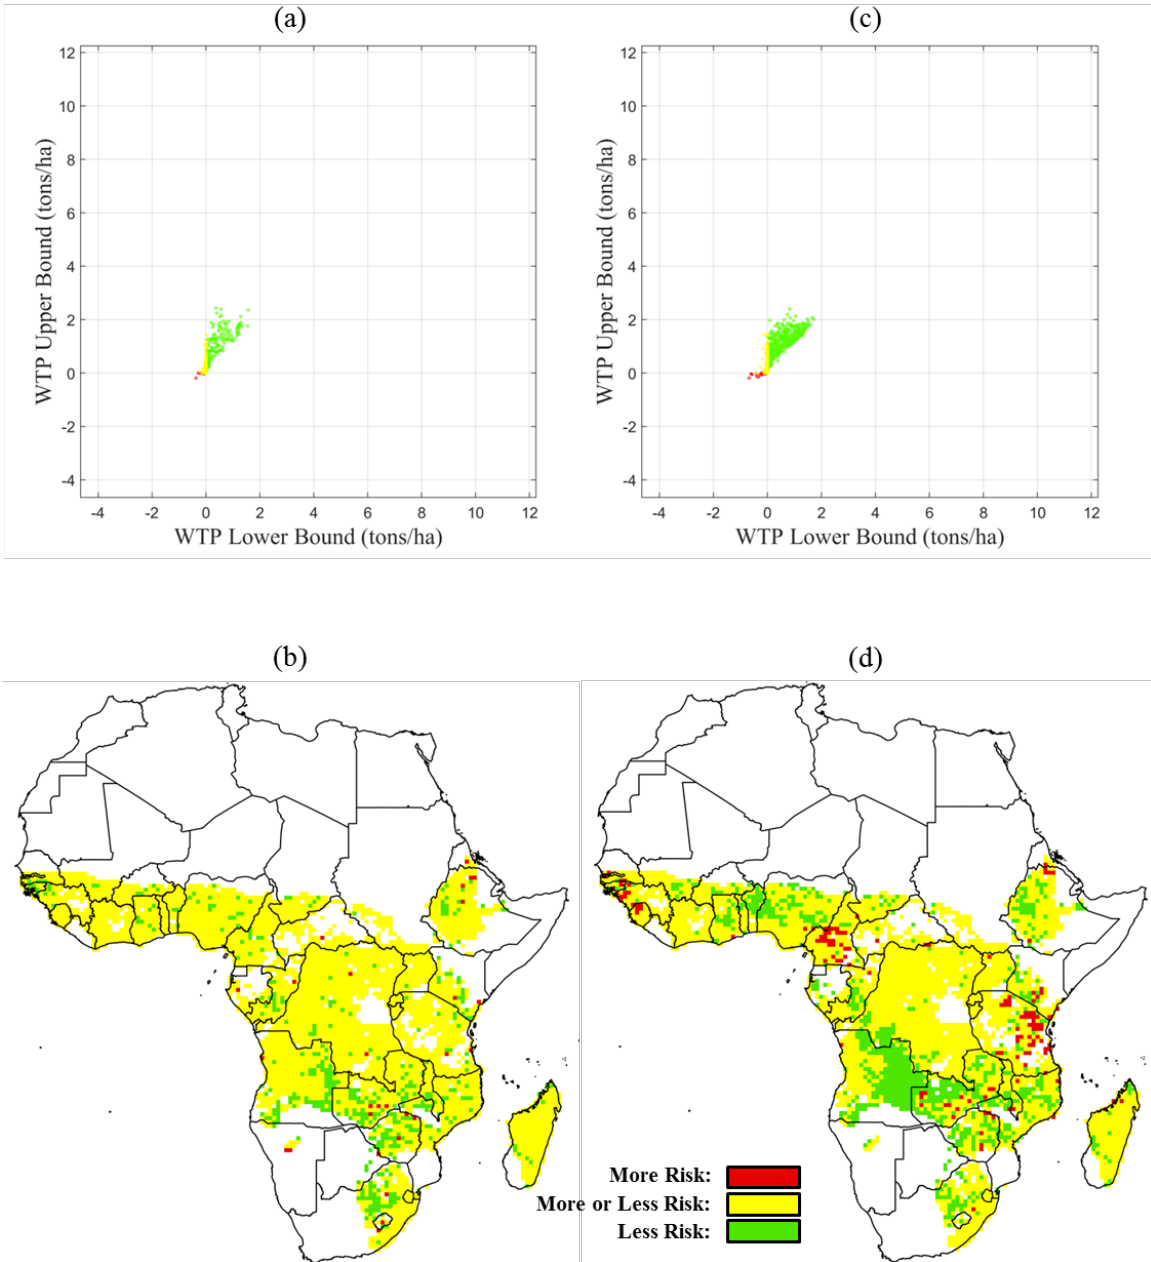 (a)
(c)
12
10
8
6
4
2
0
-2
-4
-4 -2 0 2 4 6 8 10 12
WTP Upper Bound (tons/ha)
WTP Lower Bound (tons/ha)
12
10
8
6
4
2
0
-2
-4
-4 -2 0 2 4 6 8 10 12
WTP Upper Bound (tons/ha)
WTP Lower Bound (tons/ha)
(b)
(d)
More Risk:
More or Less Risk:
Less Risk: